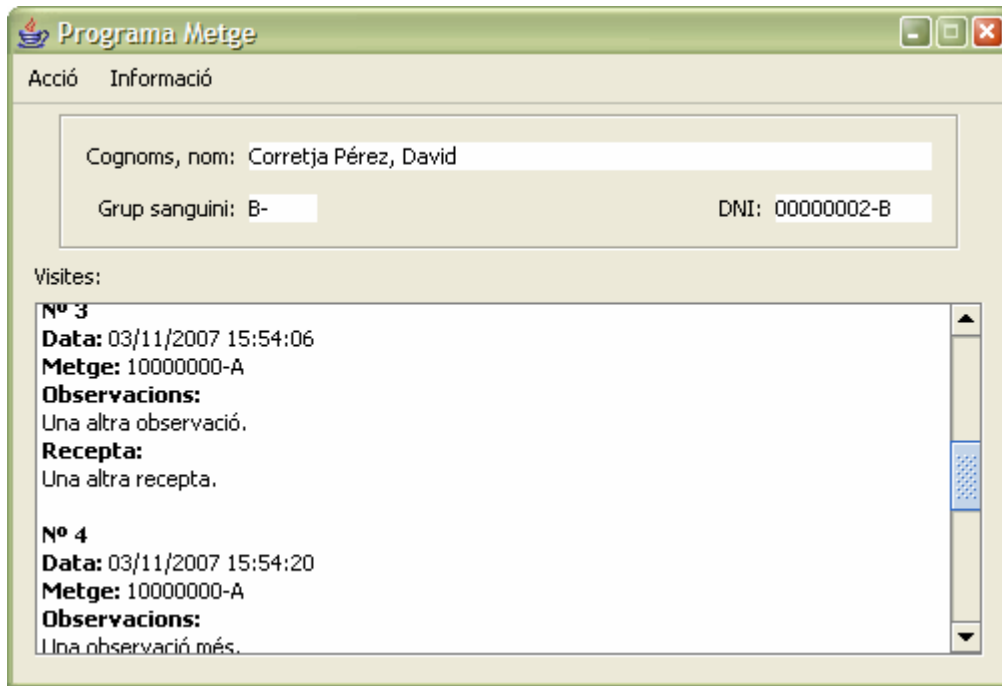 Programa Metge
Acció Informació
Cognoms, nom: Corretja Pérez, David
Grup sanguini: B- DNI: 00000002-B
Visites:
Nº 3
Data: 03/11/2007 15:54:06
Metge: 10000000-A
Observacions:
Una altra observació.
Recepta:
Una altra recepta.
Nº 4
Data: 03/11/2007 15:54:20
Metge: 10000000-A
Observacions:
Una observació més.